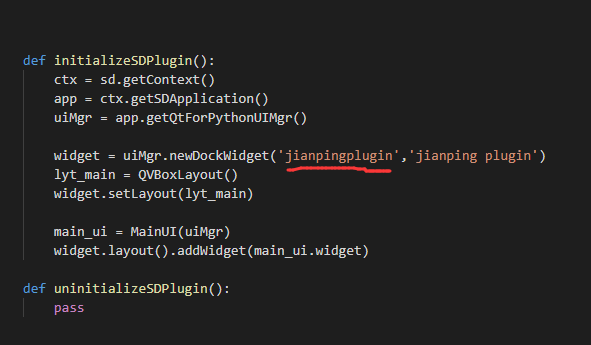 def initializeSDPlugin():
    ctx = sd.getContext()
    app = ctx.getSDApplication()
    uiMgr = app.getQtForPythonUIMgr()
    widget = uiMgr.newDockWidget('jianpingplugin','jianping plugin')
    lyt_main = QVBoxLayout()
    widget.setLayout(lyt_main)
    main_ui = MainUI(uiMgr)
    widget.layout().addWidget(main_ui.widget)
def uninitializeSDPlugin():
    pass